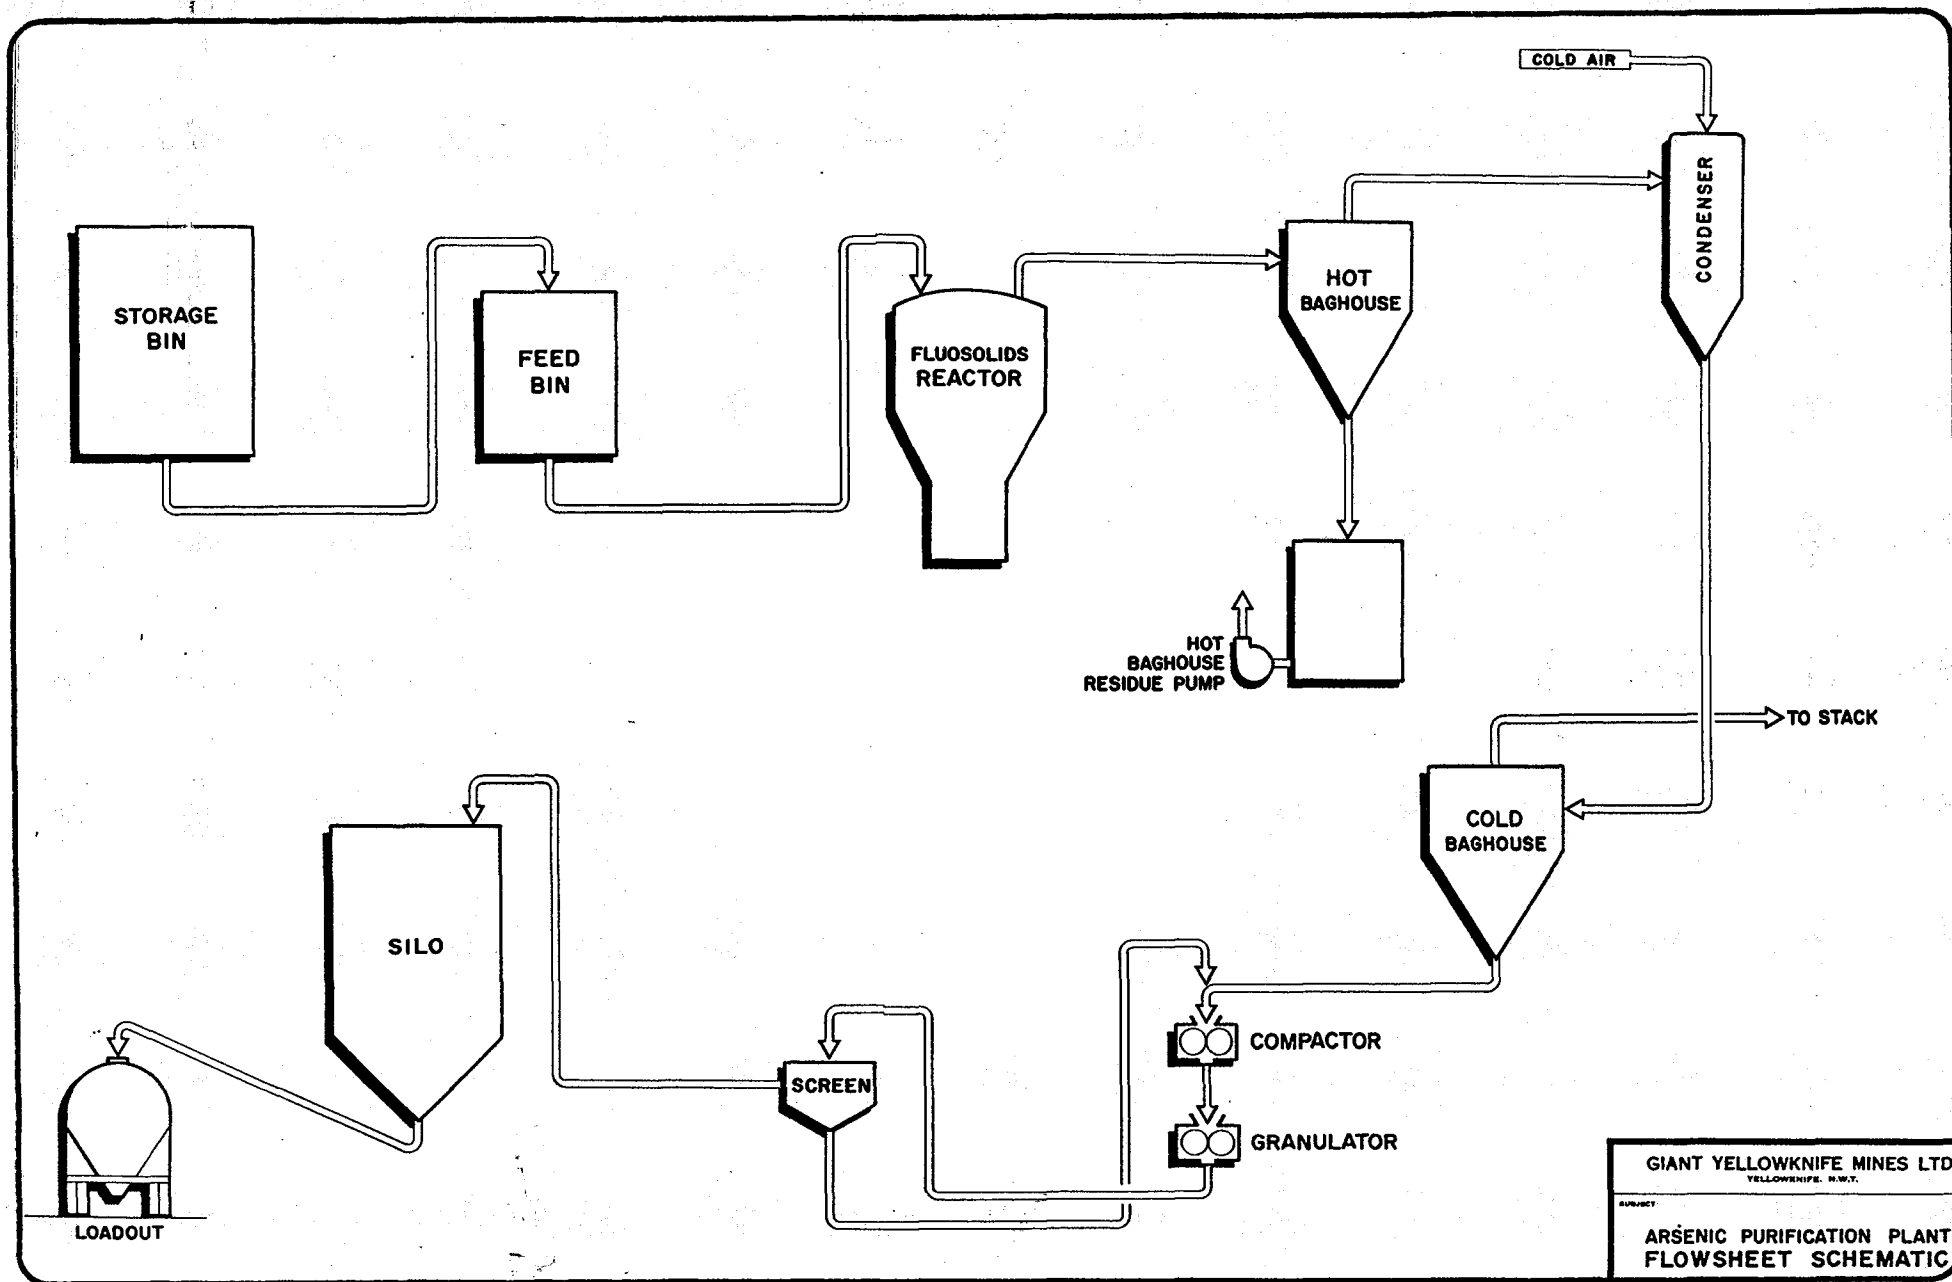 COLD AIR
CONDENSER
STORAGE
BIN
FEED
BIN
FLUOSOLIDS
REACTOR
HOT
BAGHOUSE
HOT
BAGHOUSE
RESIDUE PUMP
TO STACK
COLD
BAGHOUSE
SILO
SCREEN
COMPACTOR
GRANULATOR
LOADOUT
GIANT YELLOWKNIFE MINES LTD
YELLOWKNIFE. N.W.T.
SUBJECT
ARSENIC PURIFICATION PLANT
FLOWSHEET SCHEMATIC